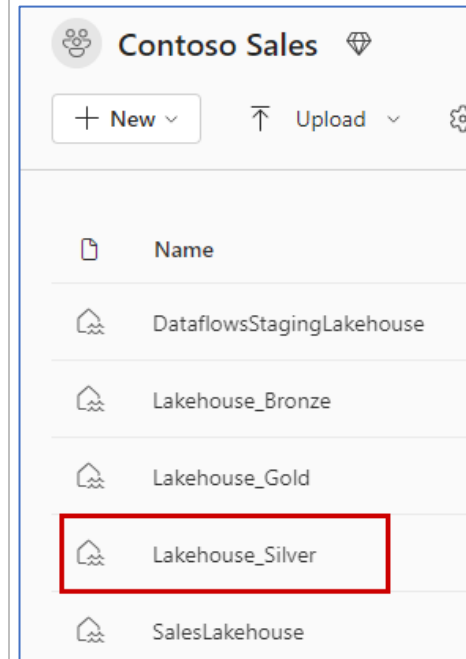 Contoso Sales
New
Upload
Name
DataflowsStagingLakehouse
Lakehouse_Bronze
Lakehouse_Gold
Lakehouse_Silver
SalesLakehouse